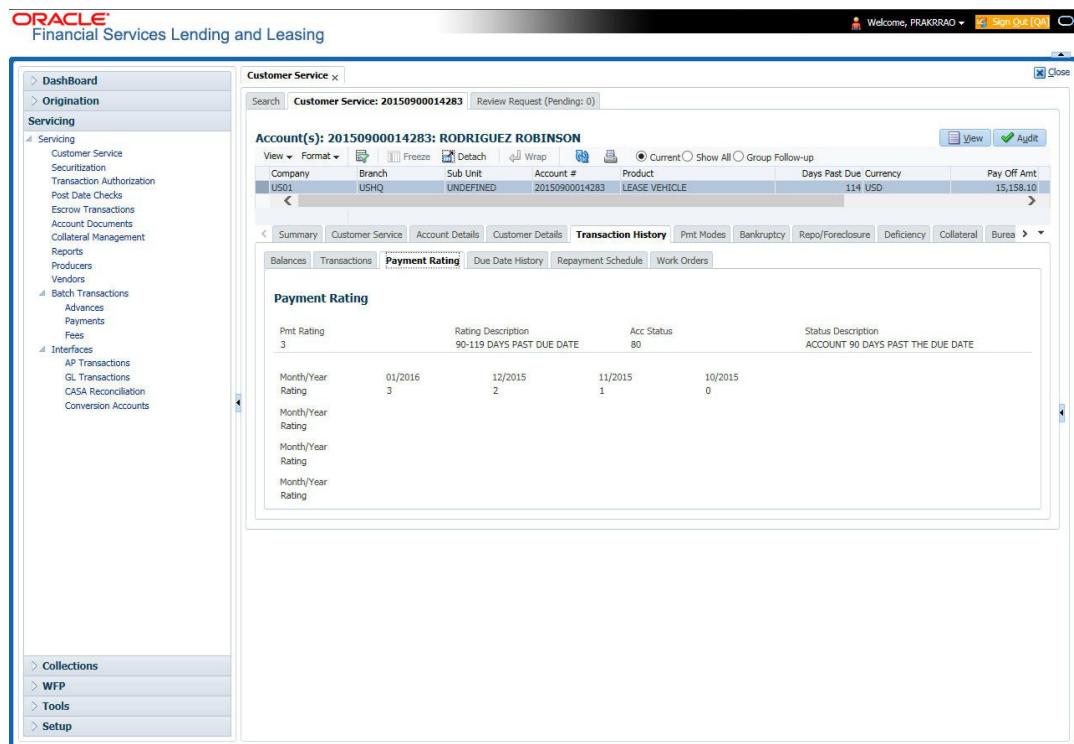 ORACLE®
Financial Services Lending and Leasing
Welcome, PRAKRRAO
Sign Out [QA]
Close
DashBoard
Origination
Servicing
Servicing
Customer Service
Securitization
Transaction Authorization
Post Date Checks
Escrow Transactions
Account Documents
Collateral Management
Reports
Producers
Vendors
Batch Transactions
Advances
Payments
Fees
Interfaces
AP Transactions
GL Transactions
CASA Reconciliation
Conversion Accounts
Collections
WFP
Tools
Setup
Customer Service x
Search Customer Service: 20150900014283 Review Request (Pending: 0)
Account(s): 20150900014283: RODRIGUEZ ROBINSON
View Audit
View Format Freeze Detach Wrap Current Show All Group Follow-up
Company Branch Sub Unit Account # Product Days Past Due Currency Pay Off Amt
US01 USHQ UNDEFINED 20150900014283 LEASE VEHICLE 114 USD 15,158.10
Summary Customer Service Account Details Customer Details Transaction History Pmt Modes Bankruptcy Repo/Foreclosure Deficiency Collateral Burea
Balances Transactions Payment Rating Due Date History Repayment Schedule Work Orders
Payment Rating
Pmt Rating Rating Description Acc Status Status Description
3 90-119 DAYS PAST DUE DATE 80 ACCOUNT 90 DAYS PAST THE DUE DATE
Month/Year 01/2016 12/2015 11/2015 10/2015
Rating 3 2 1 0
Month/Year
Rating
Month/Year
Rating
Month/Year
Rating